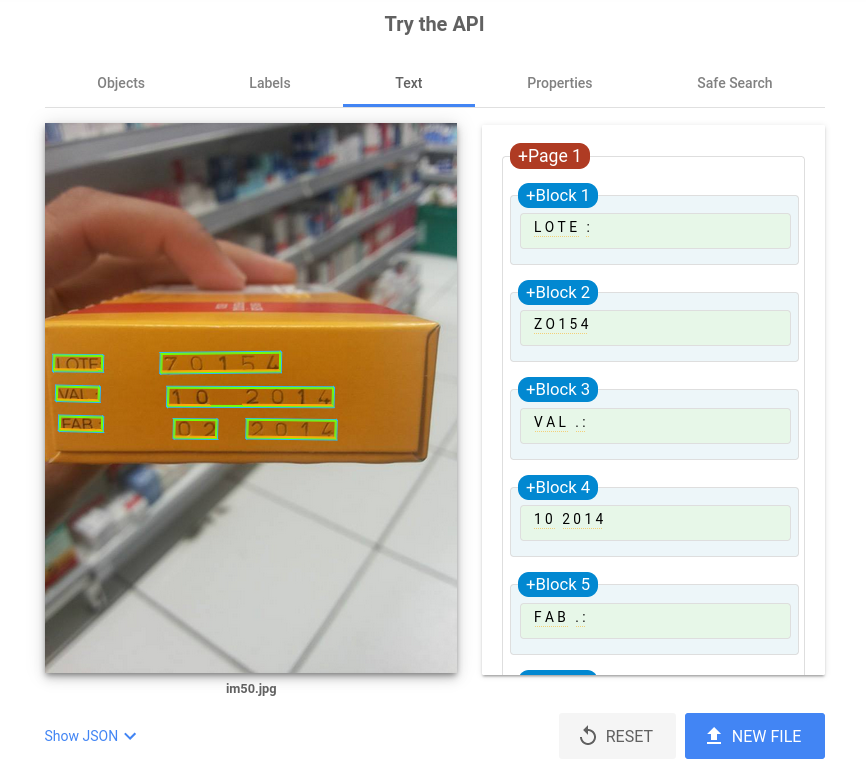 Try the API
Objects Labels Text Properties Safe Search
LOTE
70154
VAL
10 2014
FAB
02 2014
+Page 1
+Block 1
LOTE :
+Block 2
ZO154
+Block 3
VAL .:
+Block 4
10 2014
+Block 5
FAB .:
im50.jpg
Show JSON
RESET
NEW FILE